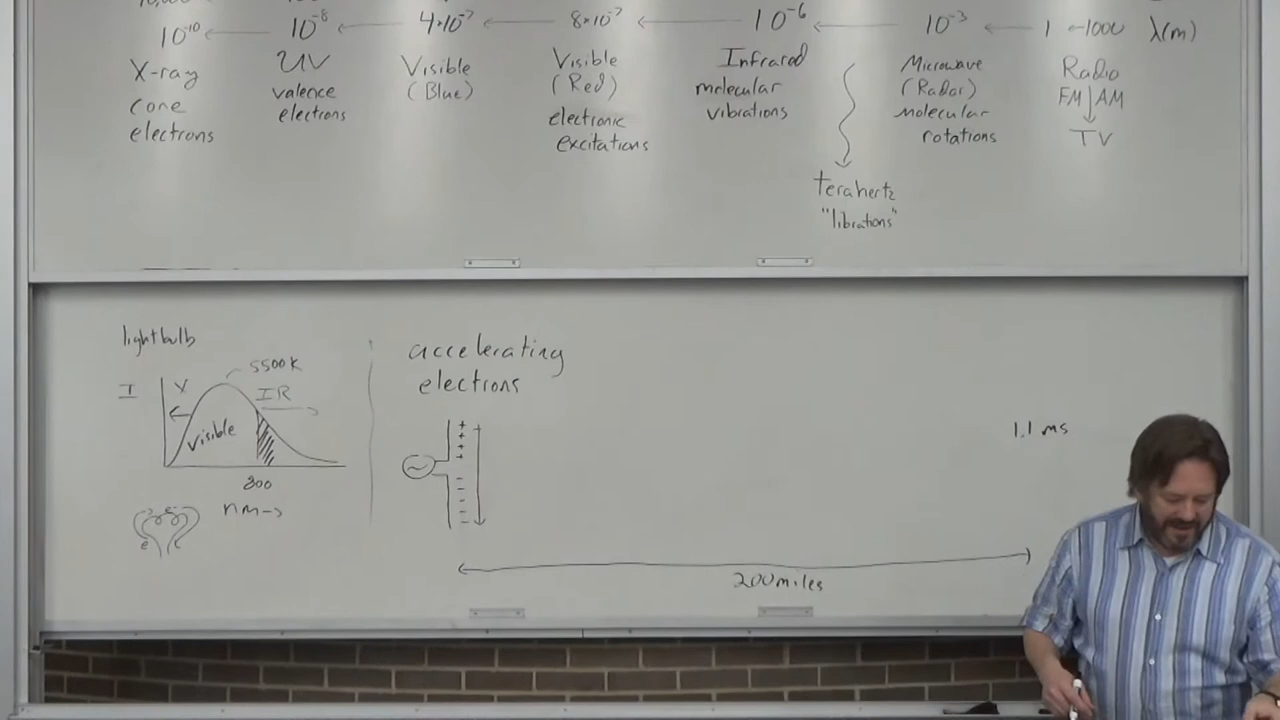 10⁻¹⁰ ← 10⁻⁸ ← 4×10⁻⁷ ← 8×10⁻⁷ ← 10⁻⁶ ← 10⁻³ ← 1 ~1000 λ(m)
X-ray
core
electrons
UV
valence
electrons
Visible
(Blue)
Visible
(Red)
electronic
excitations
Infrared
molecular
vibrations
terahertz
"librations"
Microwave
(Radar)
molecular
rotations
Radio
FM AM
TV
lightbulb
5500K
I
IR
visible
nm→
accelerating
electrons
+
+
+
+
-
-
-
-
-
~
1.1 ms
200 miles